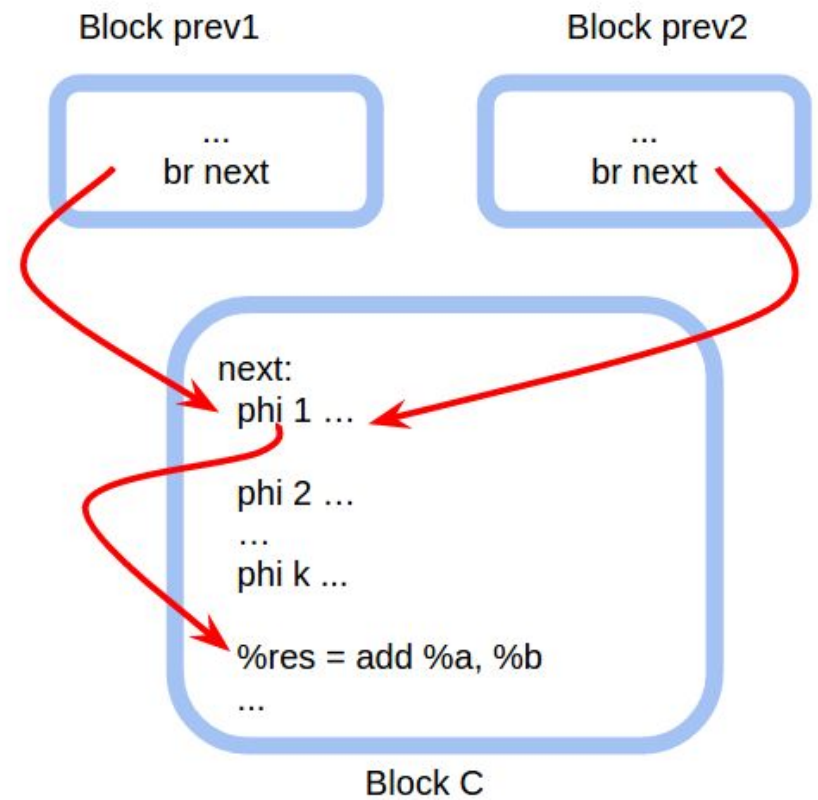 Block prev1
Block prev2
...
br next
...
br next
next:
phi 1 …
phi 2 …
…
phi k ...
%res = add %a, %b
...
Block C